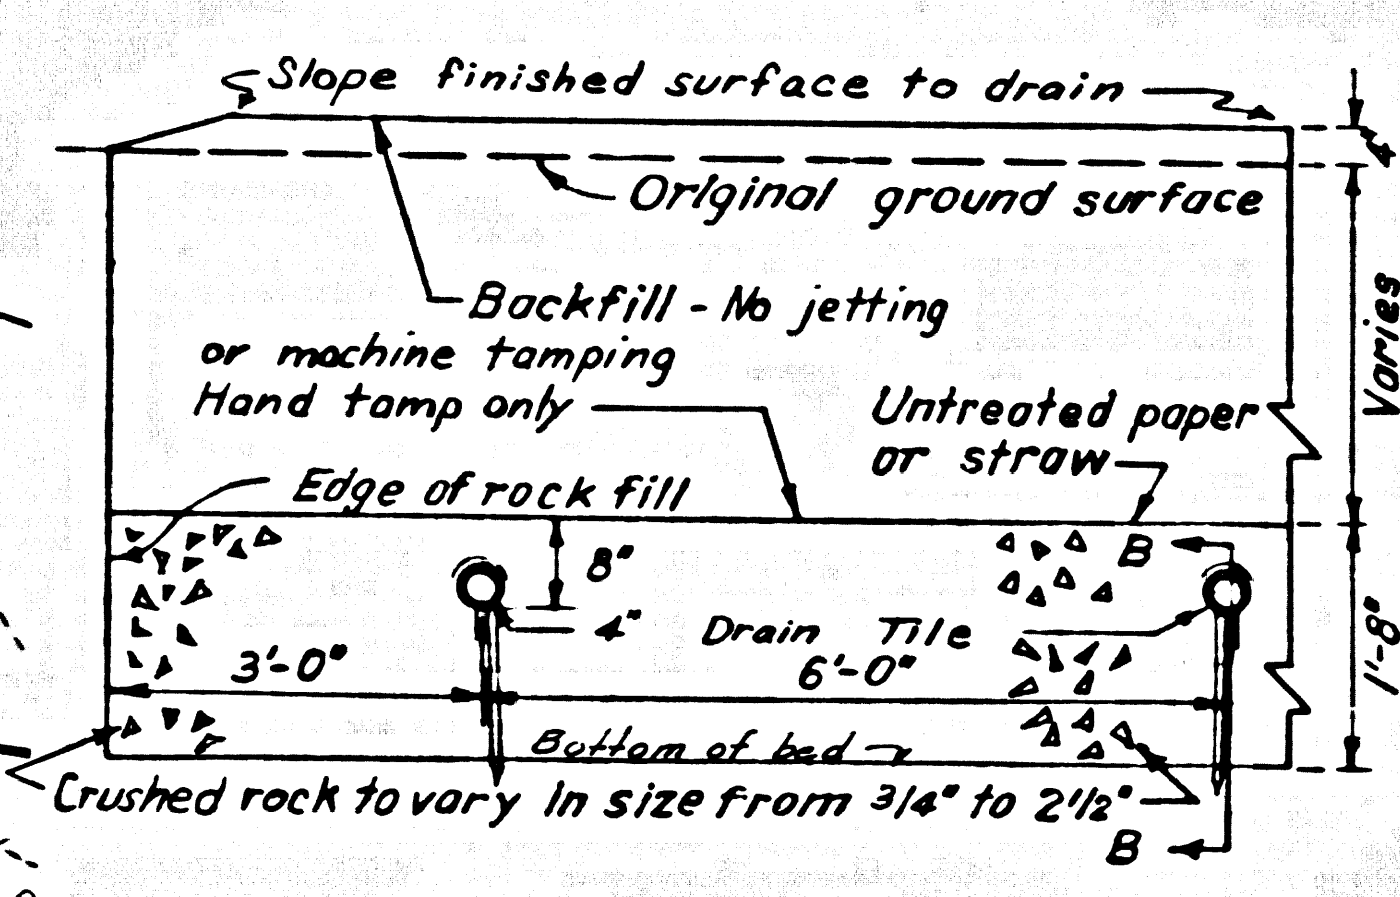 Slope finished surface to drain
4"
Original ground surface
Backfill - No jetting
or machine tamping
Hand tamp only
Varies
Untreated paper
or straw
Edge of rock fill
8"
B
4"
Drain Tile
3'-0"
6'-0"
1'-8"
Bottom of bed
Crushed rock to vary in size from 3/4" to 2 1/2"
B